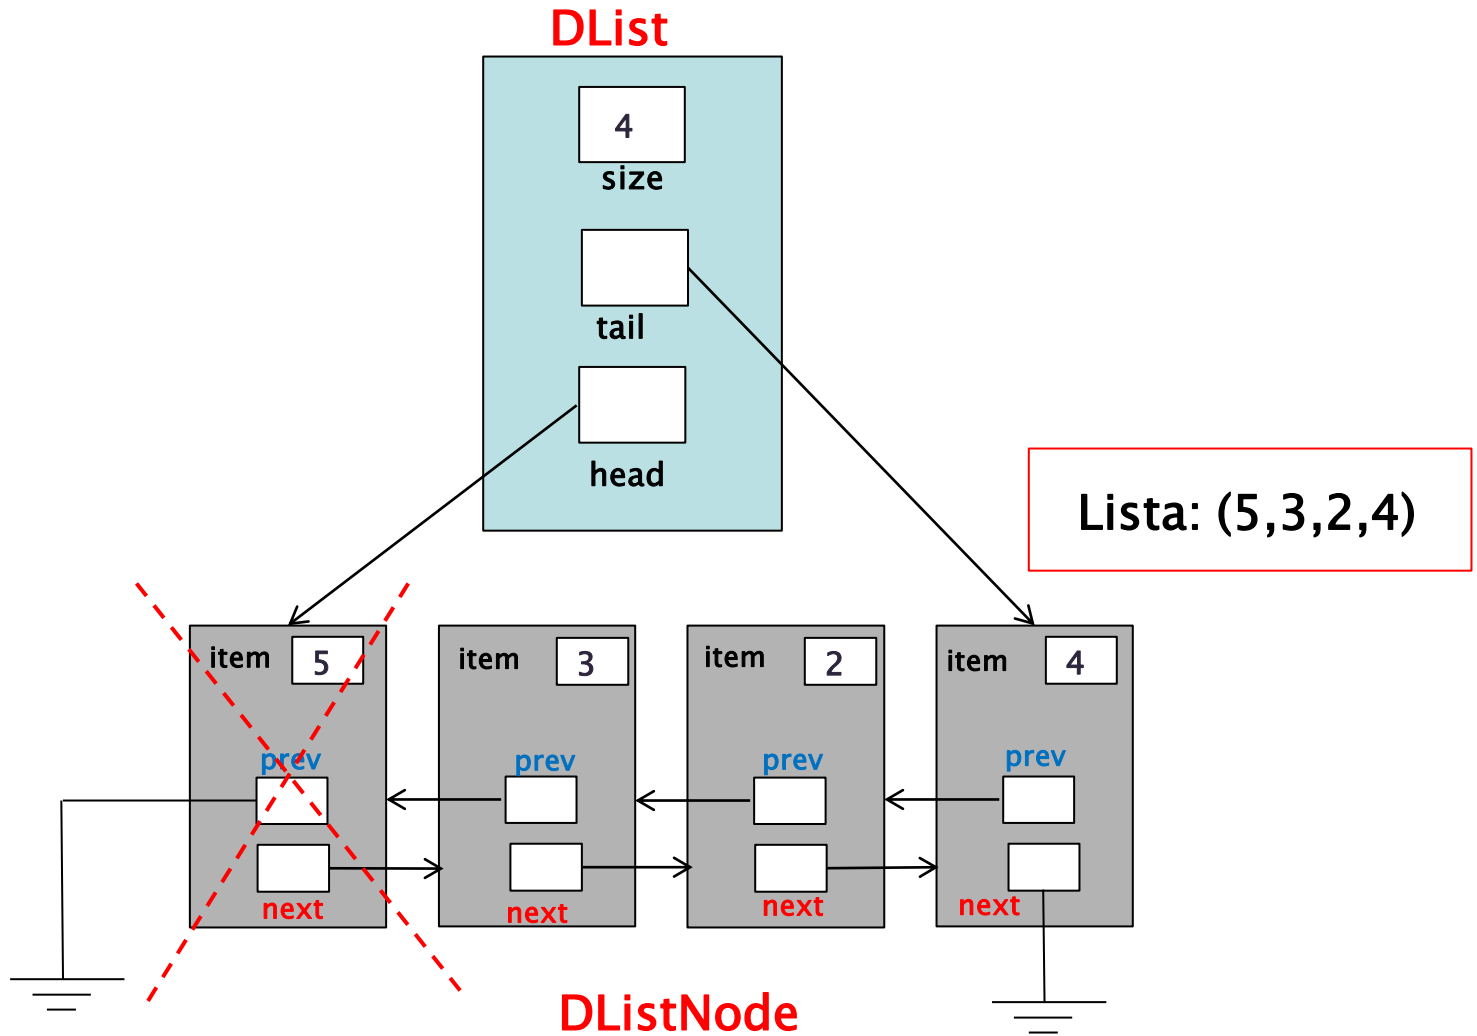 DList
4
size
tail
head
Lista: (5,3,2,4)
item 5
prev
next
item 3
prev
next
item 2
prev
next
item 4
prev
next
DListNode